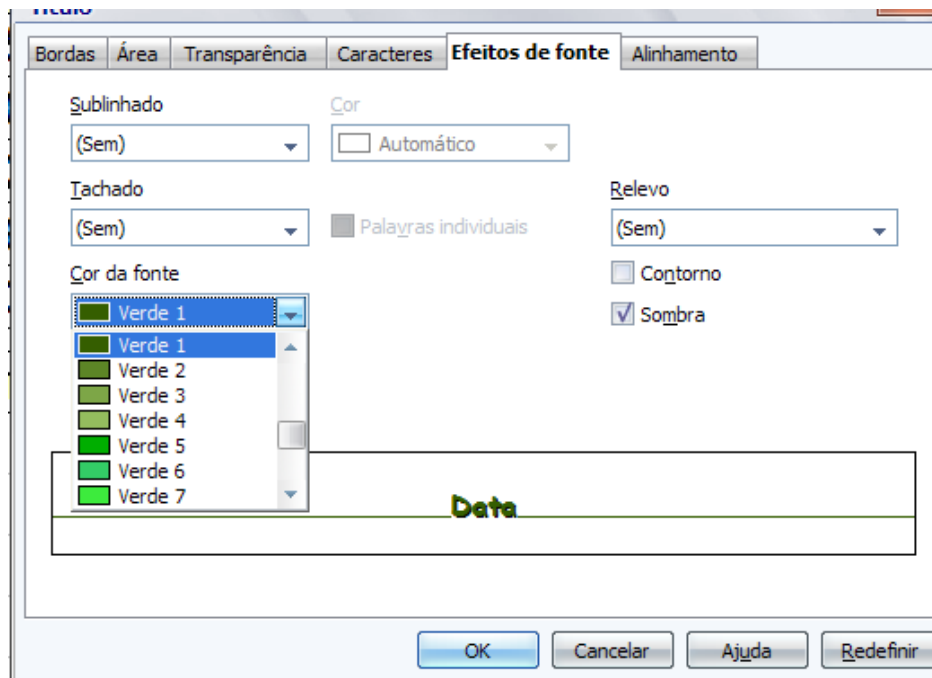 Título
Bordas Área Transparência Caracteres Efeitos de fonte Alinhamento
Sublinhado Cor
(Sem) Automático
Tachado Relevo
(Sem) Palavras individuais (Sem)
Cor da fonte Contorno
Verde 1 Sombra
Verde 1
Verde 2
Verde 3
Verde 4
Verde 5
Verde 6
Verde 7
Data
OK Cancelar Ajuda Redefinir